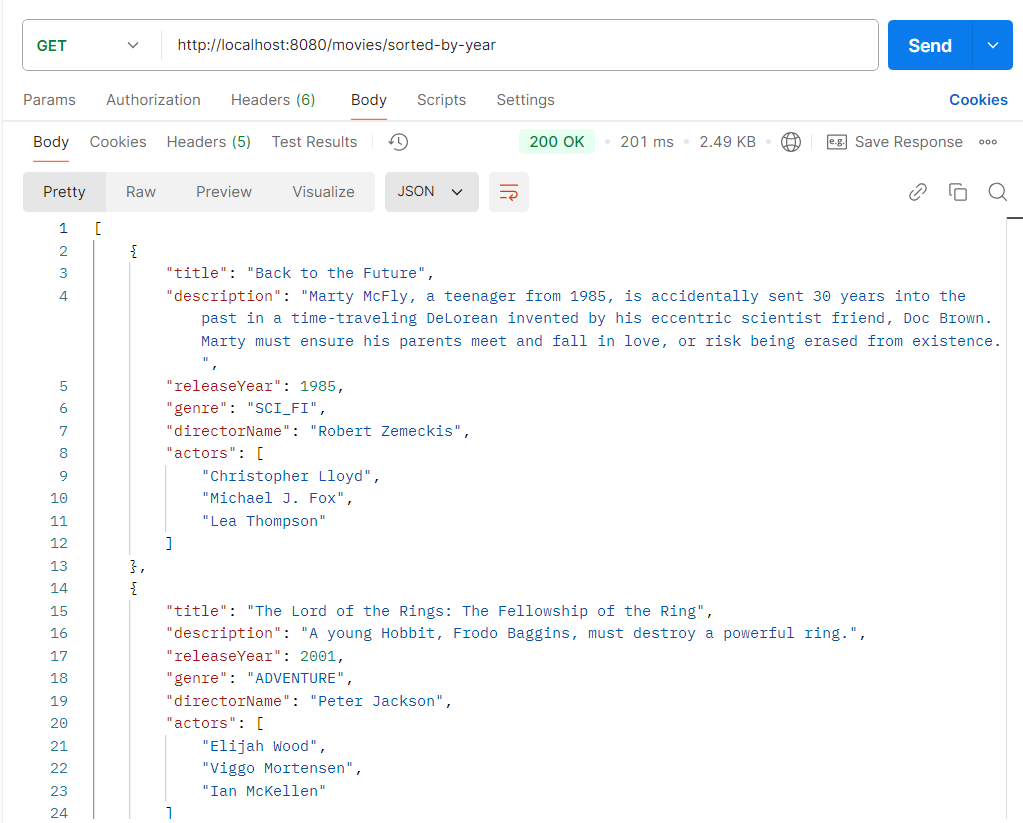 GET http://localhost:8080/movies/sorted-by-year Send
Params Authorization Headers (6) Body Scripts Settings Cookies
Body Cookies Headers (5) Test Results 200 OK • 201 ms • 2.49 KB • e.g. Save Response
Pretty Raw Preview Visualize JSON
1 [
2 {
3 "title": "Back to the Future",
4 "description": "Marty McFly, a teenager from 1985, is accidentally sent 30 years into the
past in a time-traveling DeLorean invented by his eccentric scientist friend, Doc Brown.
Marty must ensure his parents meet and fall in love, or risk being erased from existence.
",
5 "releaseYear": 1985,
6 "genre": "SCI_FI",
7 "directorName": "Robert Zemeckis",
8 "actors": [
9 "Christopher Lloyd",
10 "Michael J. Fox",
11 "Lea Thompson"
12 ]
13 },
14 {
15 "title": "The Lord of the Rings: The Fellowship of the Ring",
16 "description": "A young Hobbit, Frodo Baggins, must destroy a powerful ring.",
17 "releaseYear": 2001,
18 "genre": "ADVENTURE",
19 "directorName": "Peter Jackson",
20 "actors": [
21 "Elijah Wood",
22 "Viggo Mortensen",
23 "Ian McKellen"
24 ]